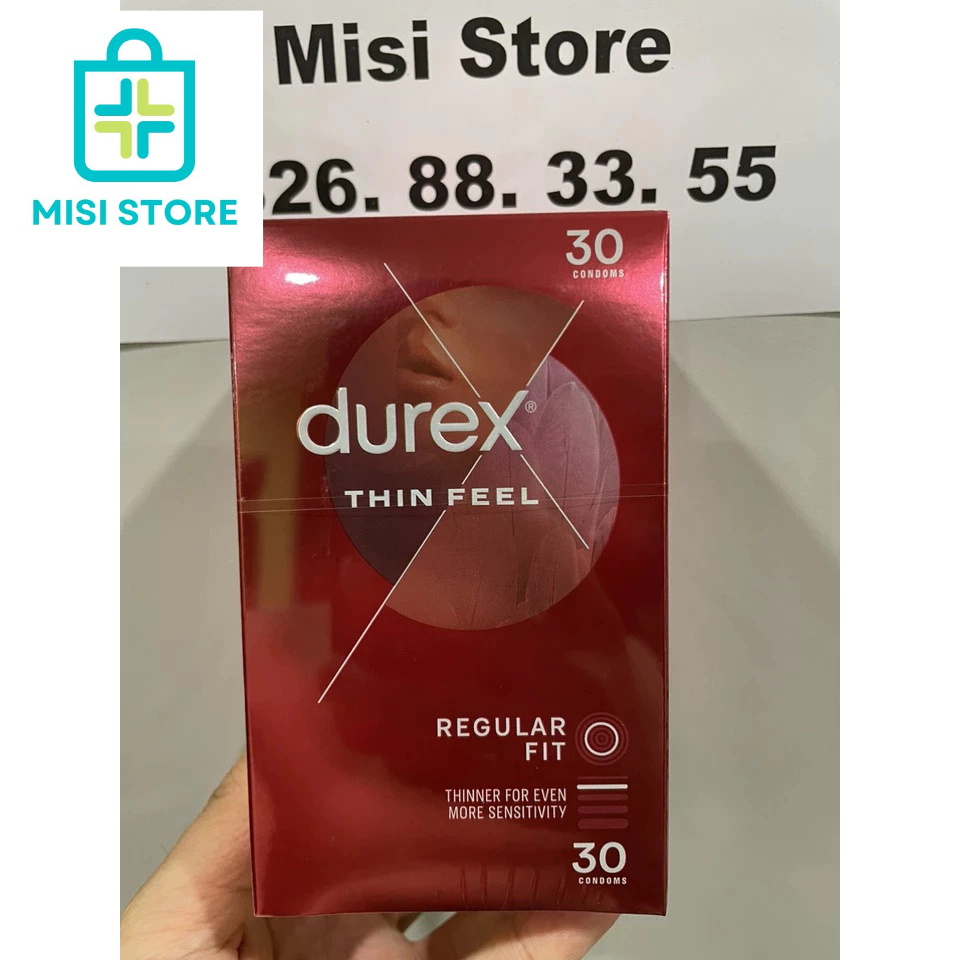 Misi Store
26. 88. 33. 55
MISI STORE
30
CONDOMS
durex®
THIN FEEL
REGULAR
FIT
THINNER FOR EVEN
MORE SENSITIVITY
30
CONDOMS